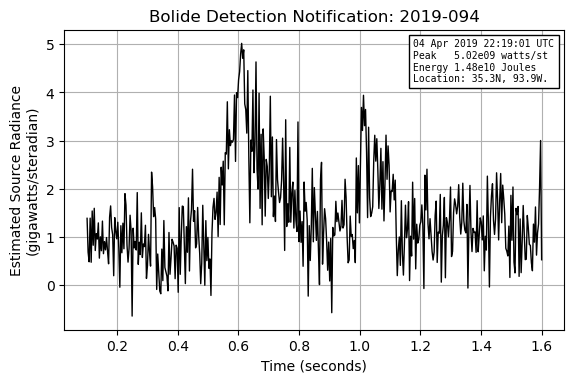 Bolide Detection Notification: 2019-094
04 Apr 2019 22:19:01 UTC
Peak   5.02e09 watts/st
Energy 1.48e10 Joules
Location: 35.3N, 93.9W.
Estimated Source Radiance
(gigawatts/steradian)
5
4
3
2
1
0
0.2 0.4 0.6 0.8 1.0 1.2 1.4 1.6
Time (seconds)